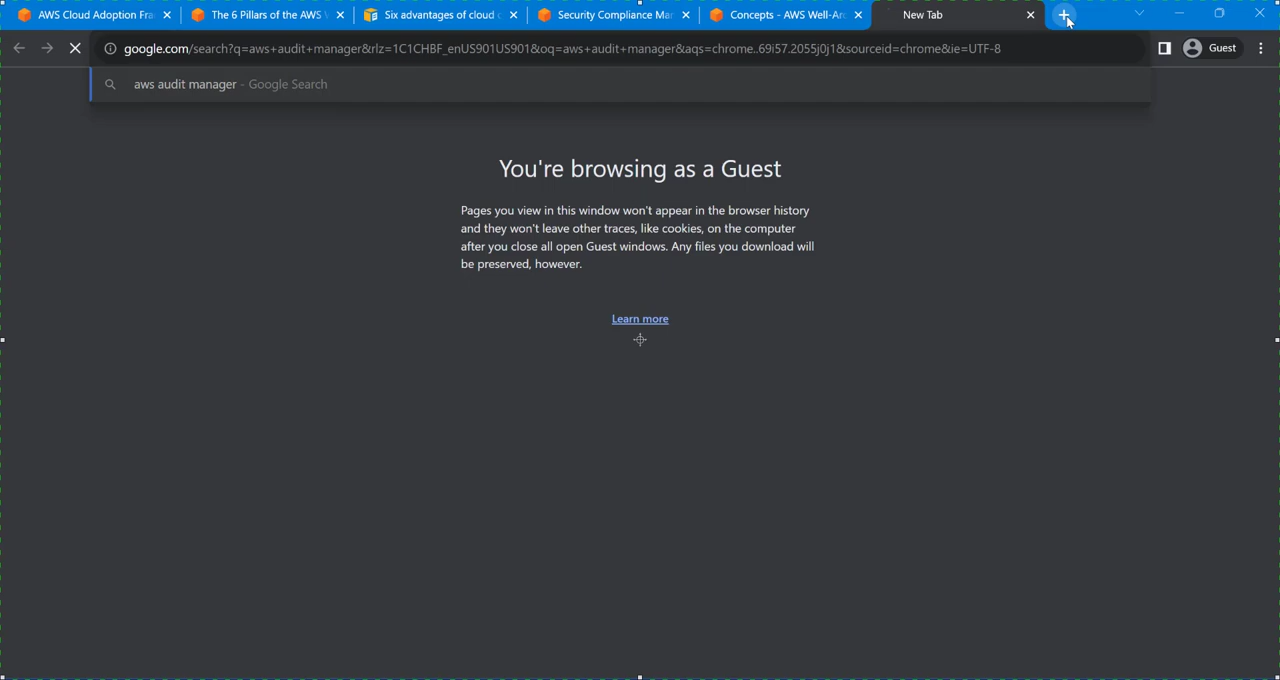 AWS Cloud Adoption Fra
The 6 Pillars of the AWS
Six advantages of cloud
Security Compliance Mar
Concepts - AWS Well-Arc
New Tab
google.com/search?q=aws+audit+manager&rlz=1C1CHBF_enUS901US901&oq=aws+audit+manager&aqs=chrome..69i57.2055j0j1&sourceid=chrome&ie=UTF-8
Guest
aws audit manager - Google Search
You're browsing as a Guest
Pages you view in this window won't appear in the browser history
and they won't leave other traces, like cookies, on the computer
after you close all open Guest windows. Any files you download will
be preserved, however.
Learn more